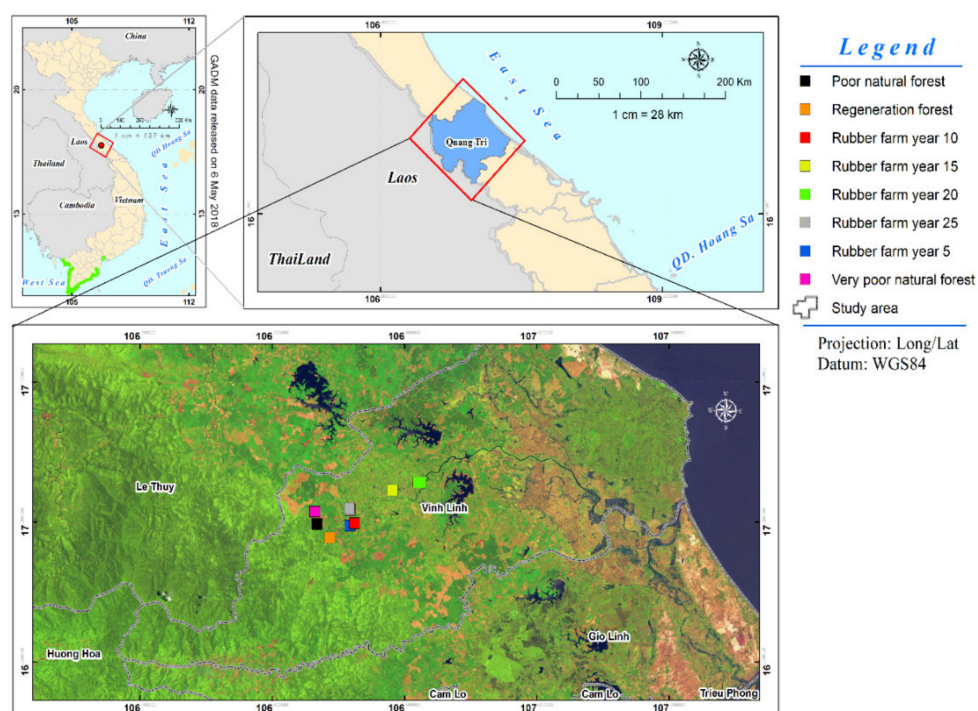 105
112
China
20
20
GADM data released on 6 May 2018
Laos
QD. Hoang Sa
Thailand
East Sea
Vietnam
Cambodia
13
13
QD. Truong Sa
West Sea
105
112
106
109
East Sea
0 50 100 200 Km
1 cm = 28 km
Quang Tri
Laos
16
16
ThaiLand
QD. Hoang Sa
106
109
Legend
Poor natural forest
Regeneration forest
Rubber farm year 10
Rubber farm year 15
Rubber farm year 20
Rubber farm year 25
Rubber farm year 5
Very poor natural forest
Study area
Projection: Long/Lat
Datum: WGS84
106
106
106
107
107
17
17
Le Thuy
Vinh Linh
17
17
Gio Linh
Huong Hoa
16
16
Cam Lo
Cam Lo
Trieu Phong
106
106
106
107
107